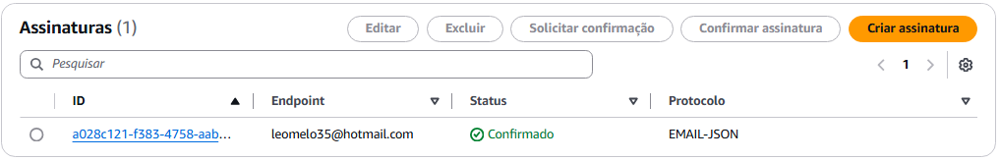 Assinaturas (1)
Editar
Excluir
Solicitar confirmação
Confirmar assinatura
Criar assinatura
Pesquisar
1
ID Endpoint Status Protocolo
a028c121-f383-4758-aab... leomelo35@hotmail.com Confirmado EMAIL-JSON